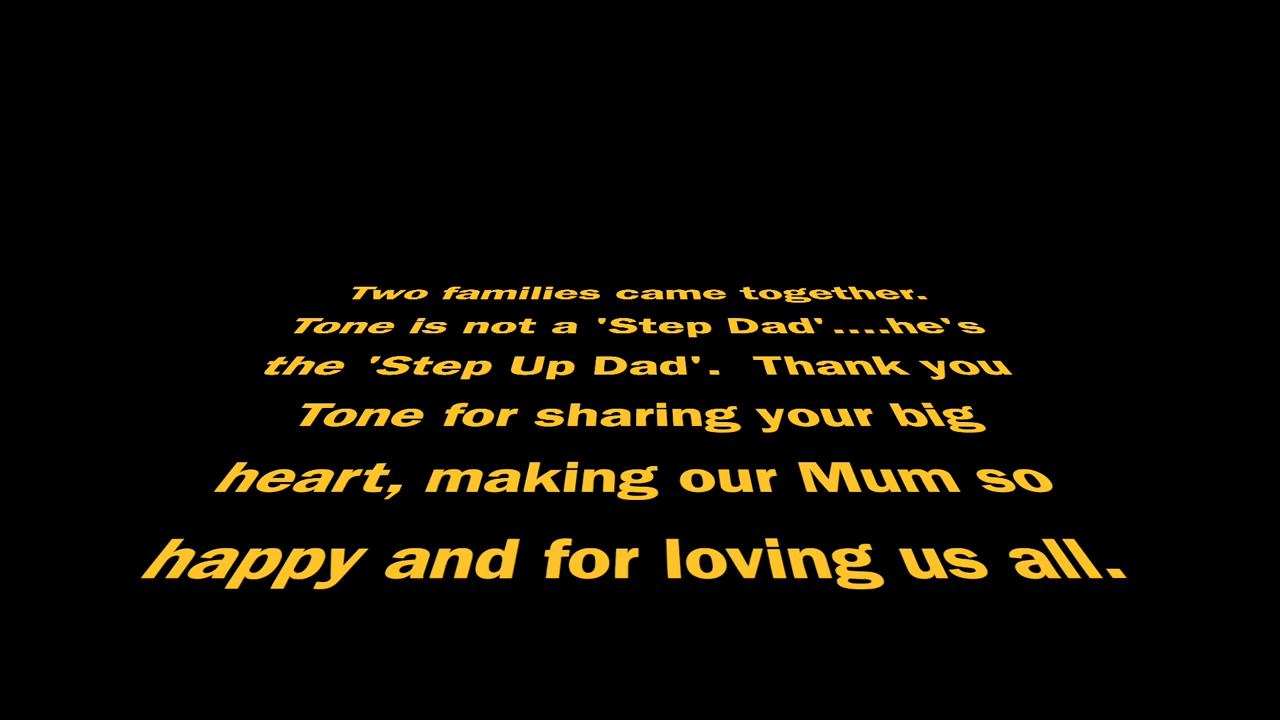 Two families came together.
Tone is not a 'Step Dad'....he's
the 'Step Up Dad'.  Thank you
Tone for sharing your big
heart, making our Mum so
happy and for loving us all.